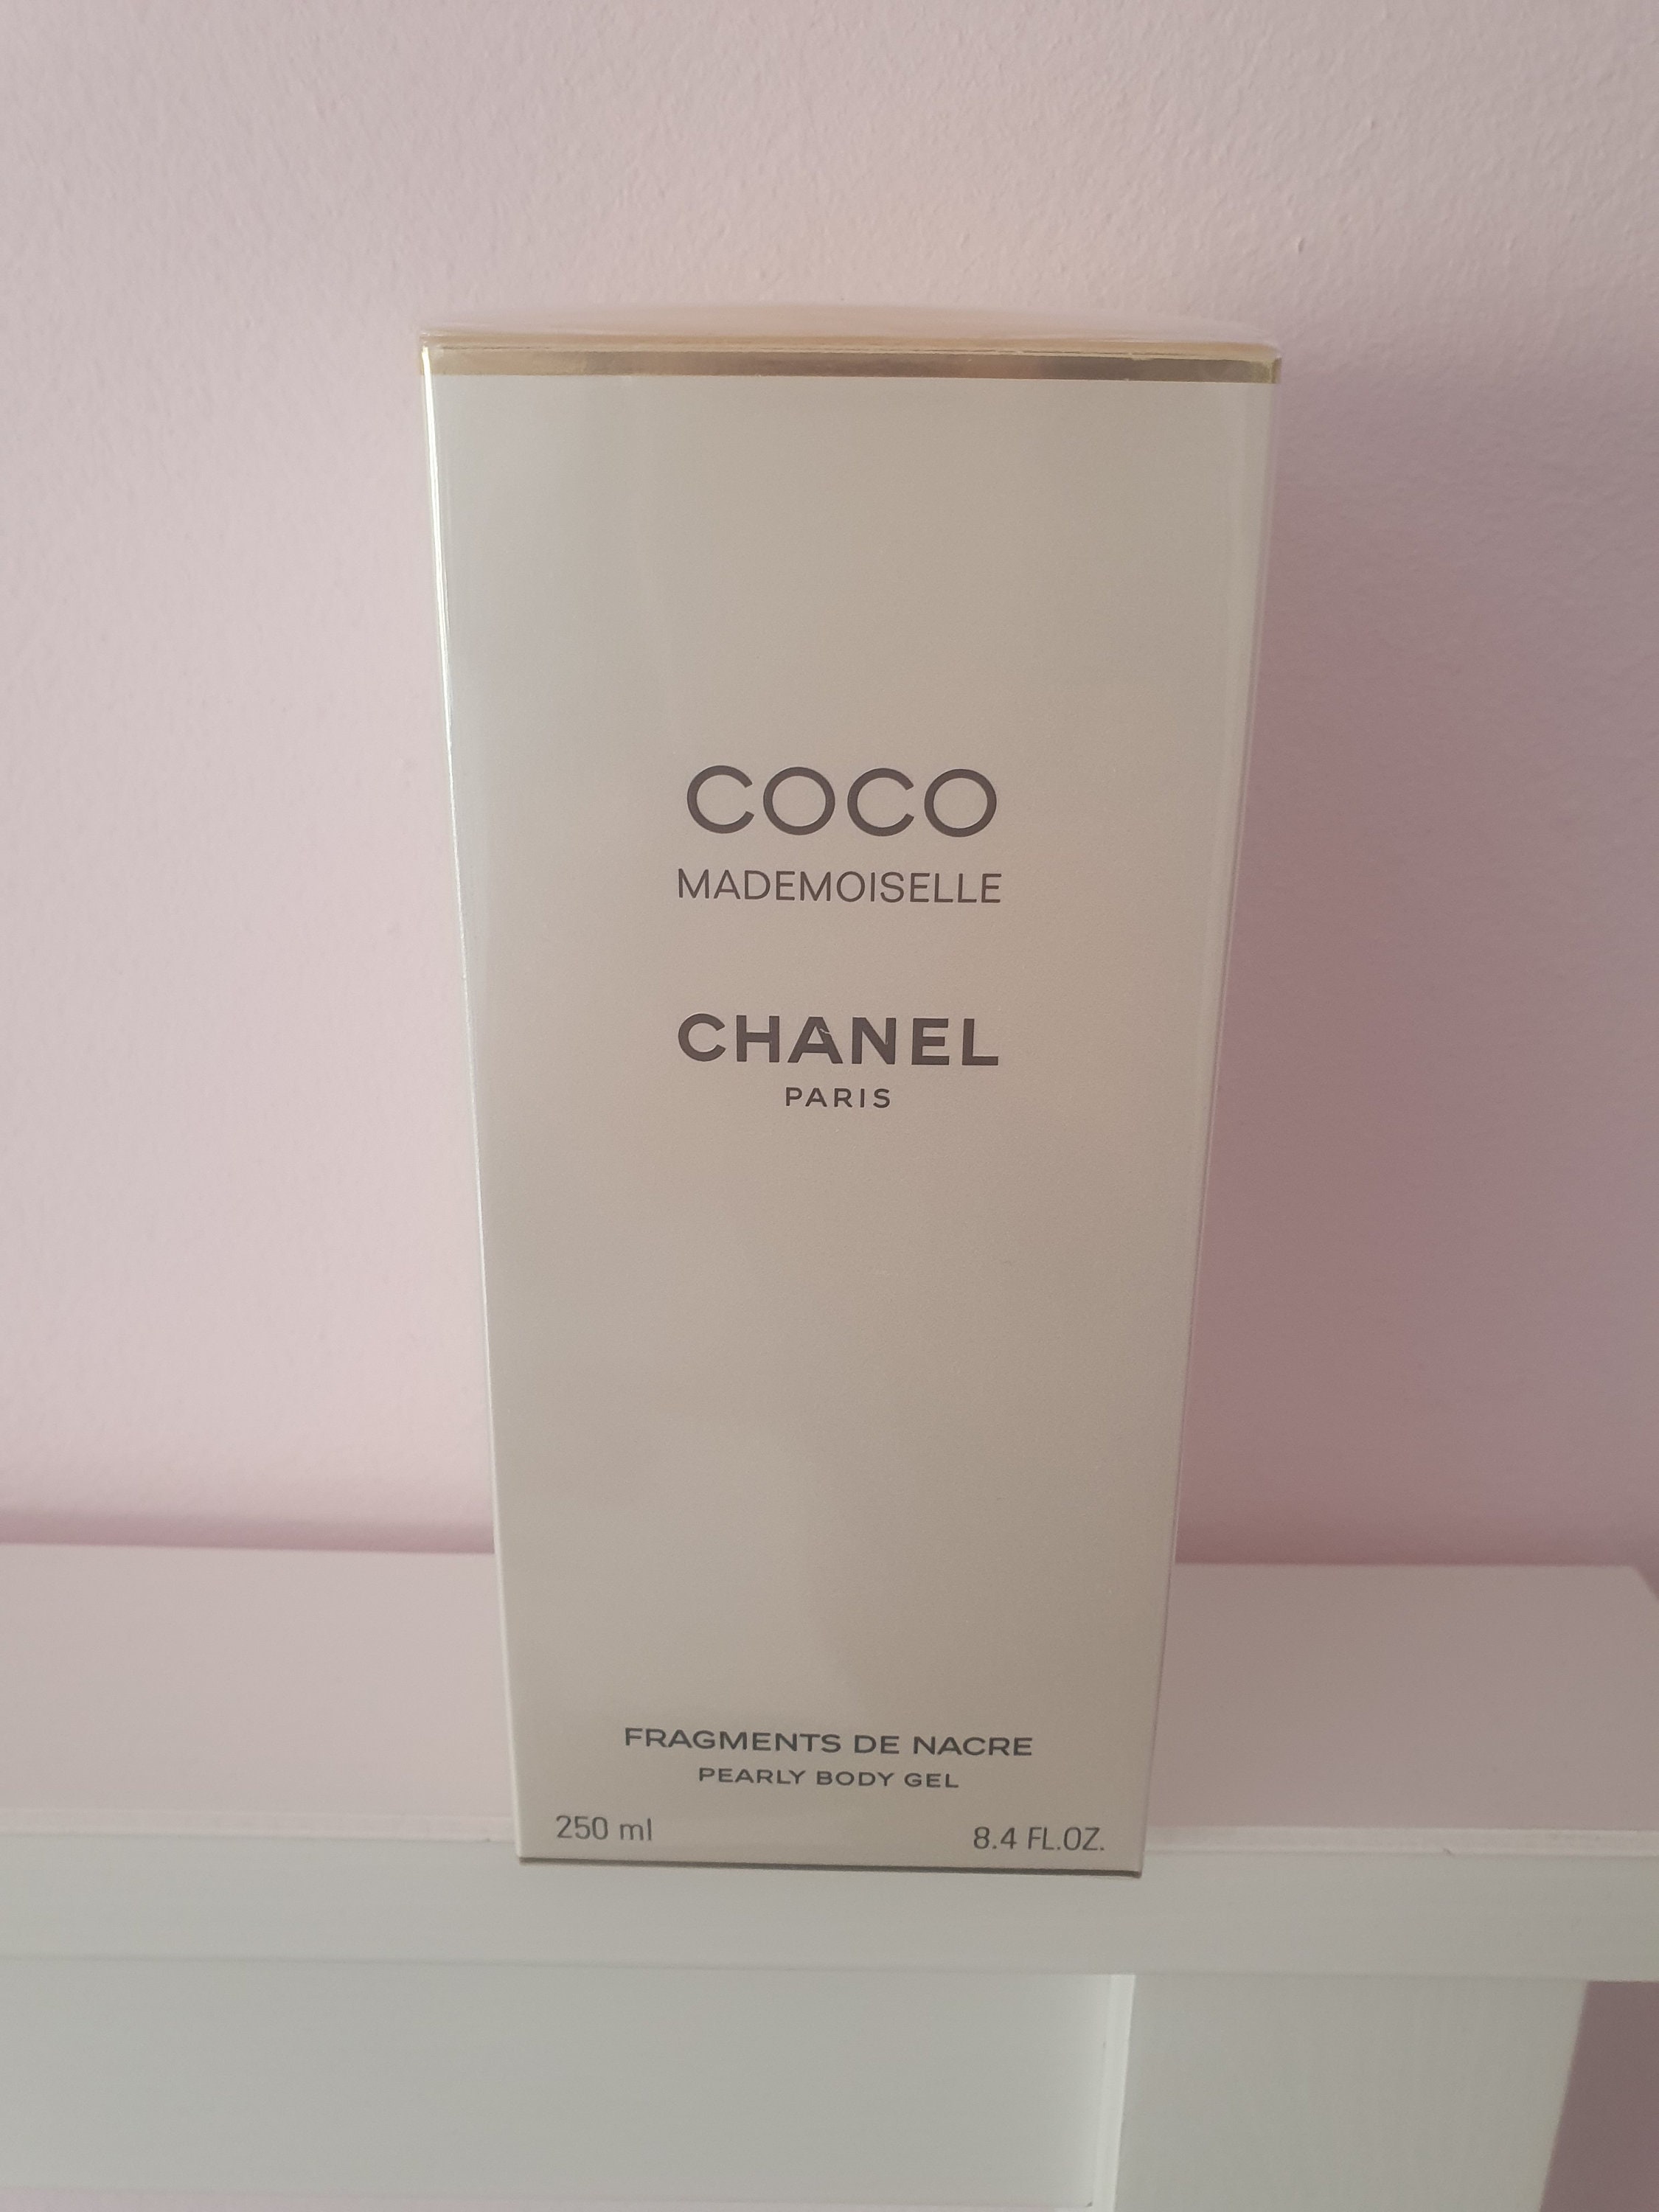 COCO
MADEMOISELLE
CHANEL
PARIS
FRAGMENTS DE NACRE
PEARLY BODY GEL
250 ml 8.4 FL.OZ.